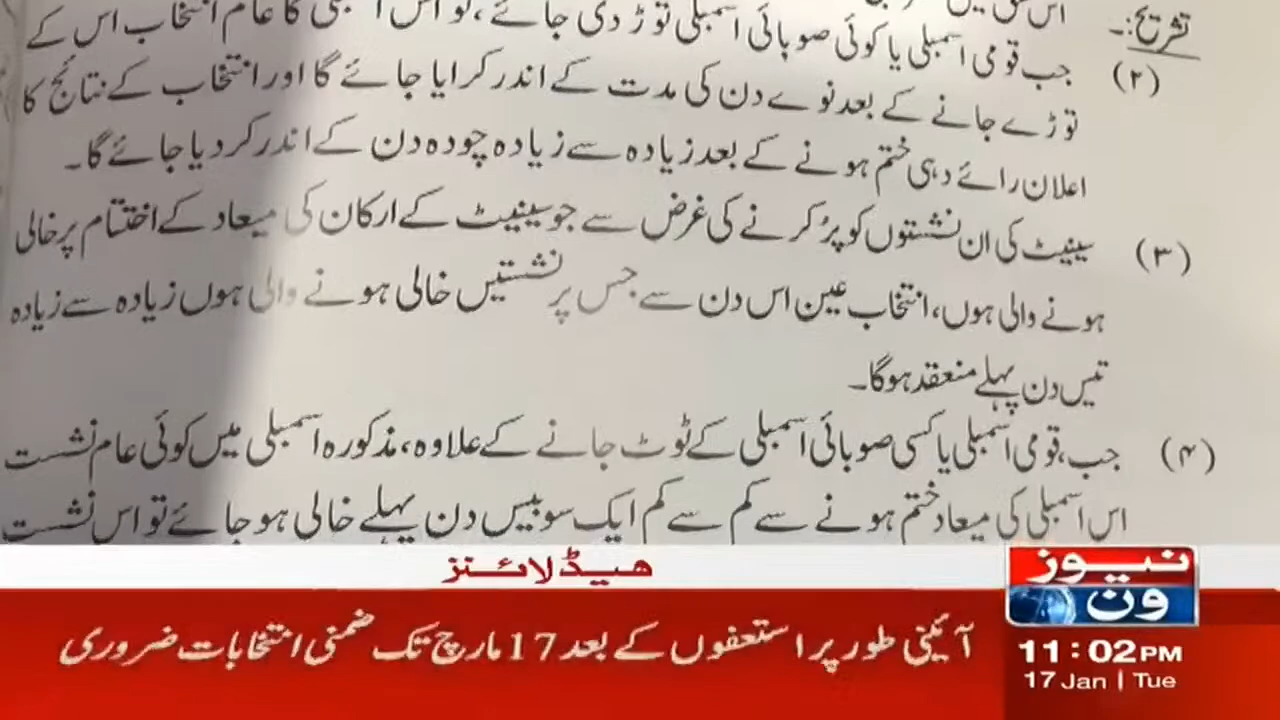 تشریح:۔
(۲) جب قومی اسمبلی یا کوئی صوبائی اسمبلی توڑ دی جائے، تو اس اسمبلی کا عام انتخاب اس کے
توڑے جانے کے بعد نوے دن کی مدت کے اندر کرایا جائے گا اور انتخاب کے نتائج کا
اعلان رائے دہی ختم ہونے کے بعد زیادہ سے زیادہ چودہ دن کے اندر کر دیا جائے گا۔
(۳) سینیٹ کی ان نشستوں کو پُر کرنے کی غرض سے جو سینیٹ کے ارکان کی میعاد کے اختتام پر خالی
ہونے والی ہوں، انتخاب عین اس دن سے جس پر نشستیں خالی ہونے والی ہوں زیادہ سے زیادہ
تیس دن پہلے منعقد ہوگا۔
(۴) جب، قومی اسمبلی یا کسی صوبائی اسمبلی کے ٹوٹ جانے کے علاوہ، مذکورہ اسمبلی میں کوئی عام نشست
اس اسمبلی کی میعاد ختم ہونے سے کم سے کم ایک سو بیس دن پہلے خالی ہو جائے تو اس نشست
ہیڈلائنز
نیوز
ون
آئینی طور پر استعفوں کے بعد 17 مارچ تک ضمنی انتخابات ضروری
11:02 PM
17 Jan | Tue